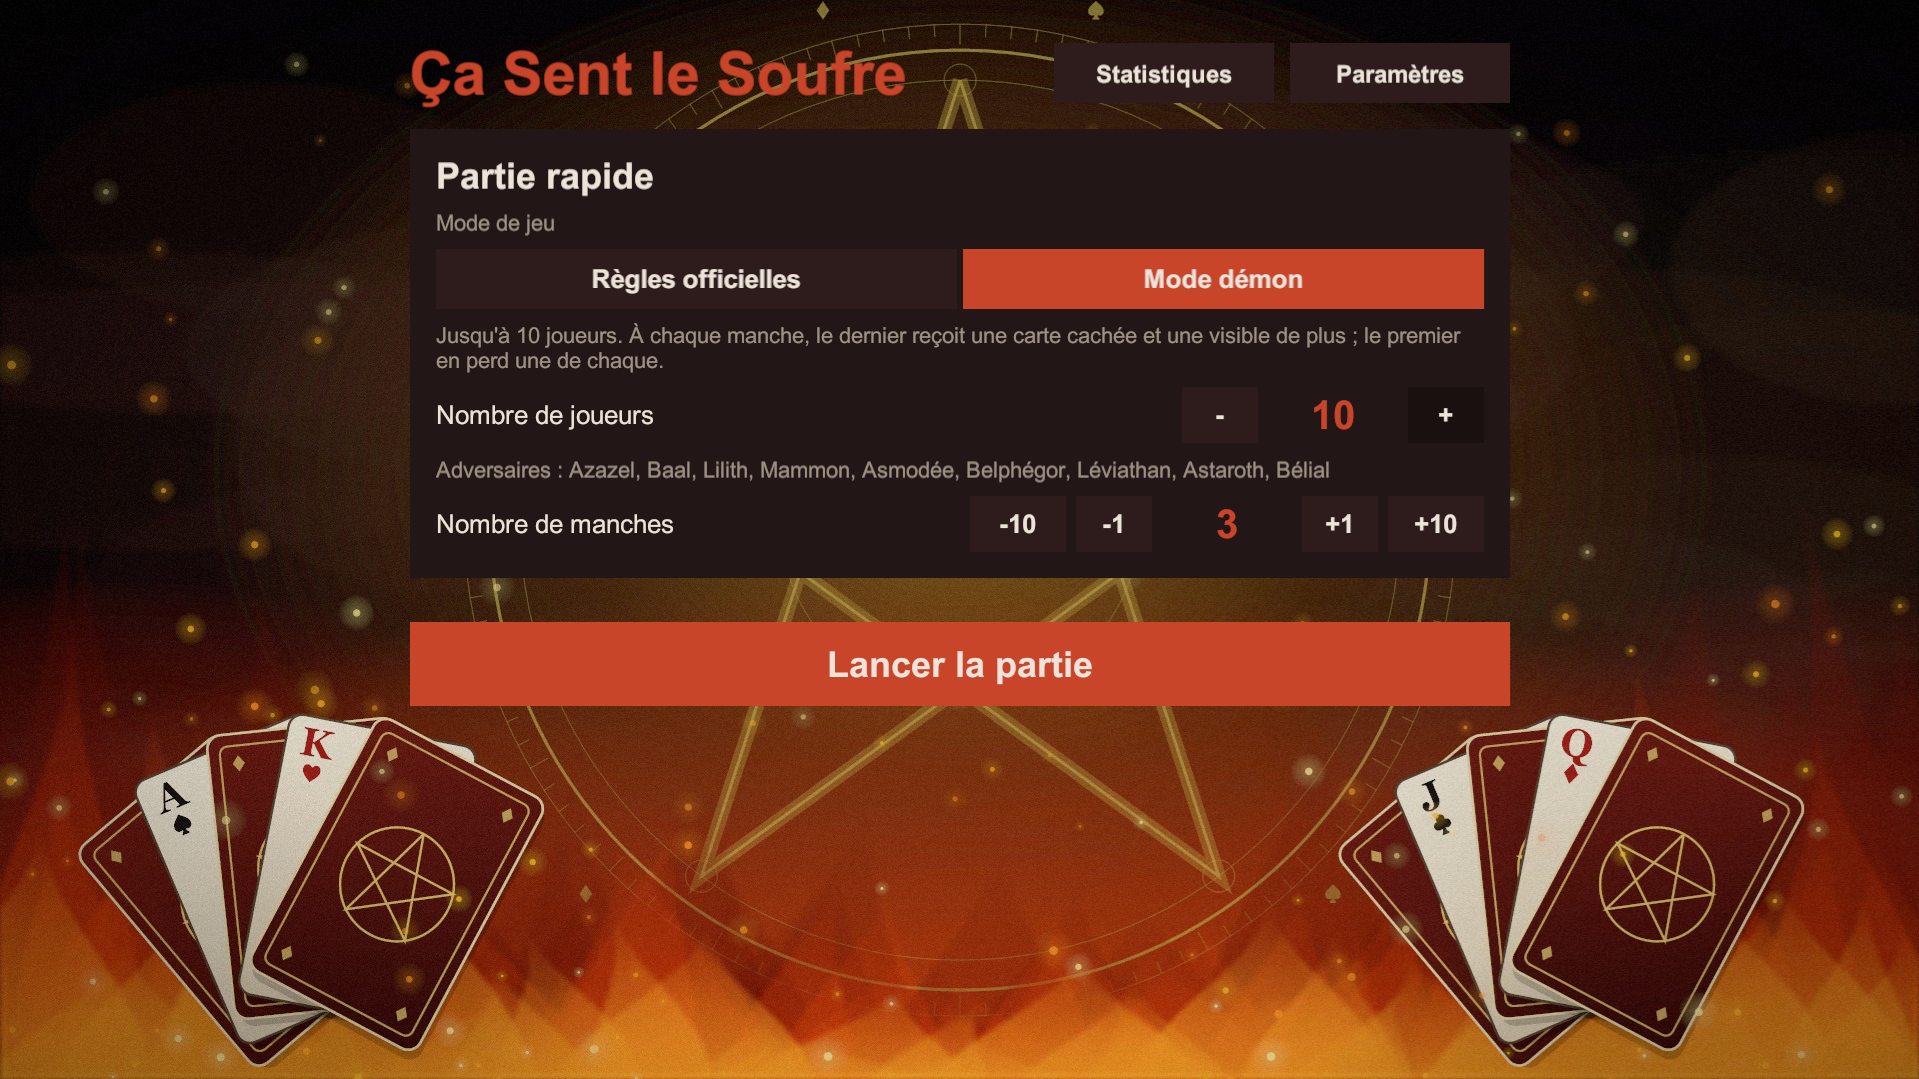 Ça Sent le Soufre
Statistiques
Paramètres
Partie rapide
Mode de jeu
Règles officielles
Mode démon
Jusqu'à 10 joueurs. À chaque manche, le dernier reçoit une carte cachée et une visible de plus ; le premier
en perd une de chaque.
Nombre de joueurs
-
10
+
Adversaires : Azazel, Baal, Lilith, Mammon, Asmodée, Belphégor, Léviathan, Astaroth, Bélial
Nombre de manches
-10
-1
3
+1
+10
Lancer la partie
A
K
J
Q